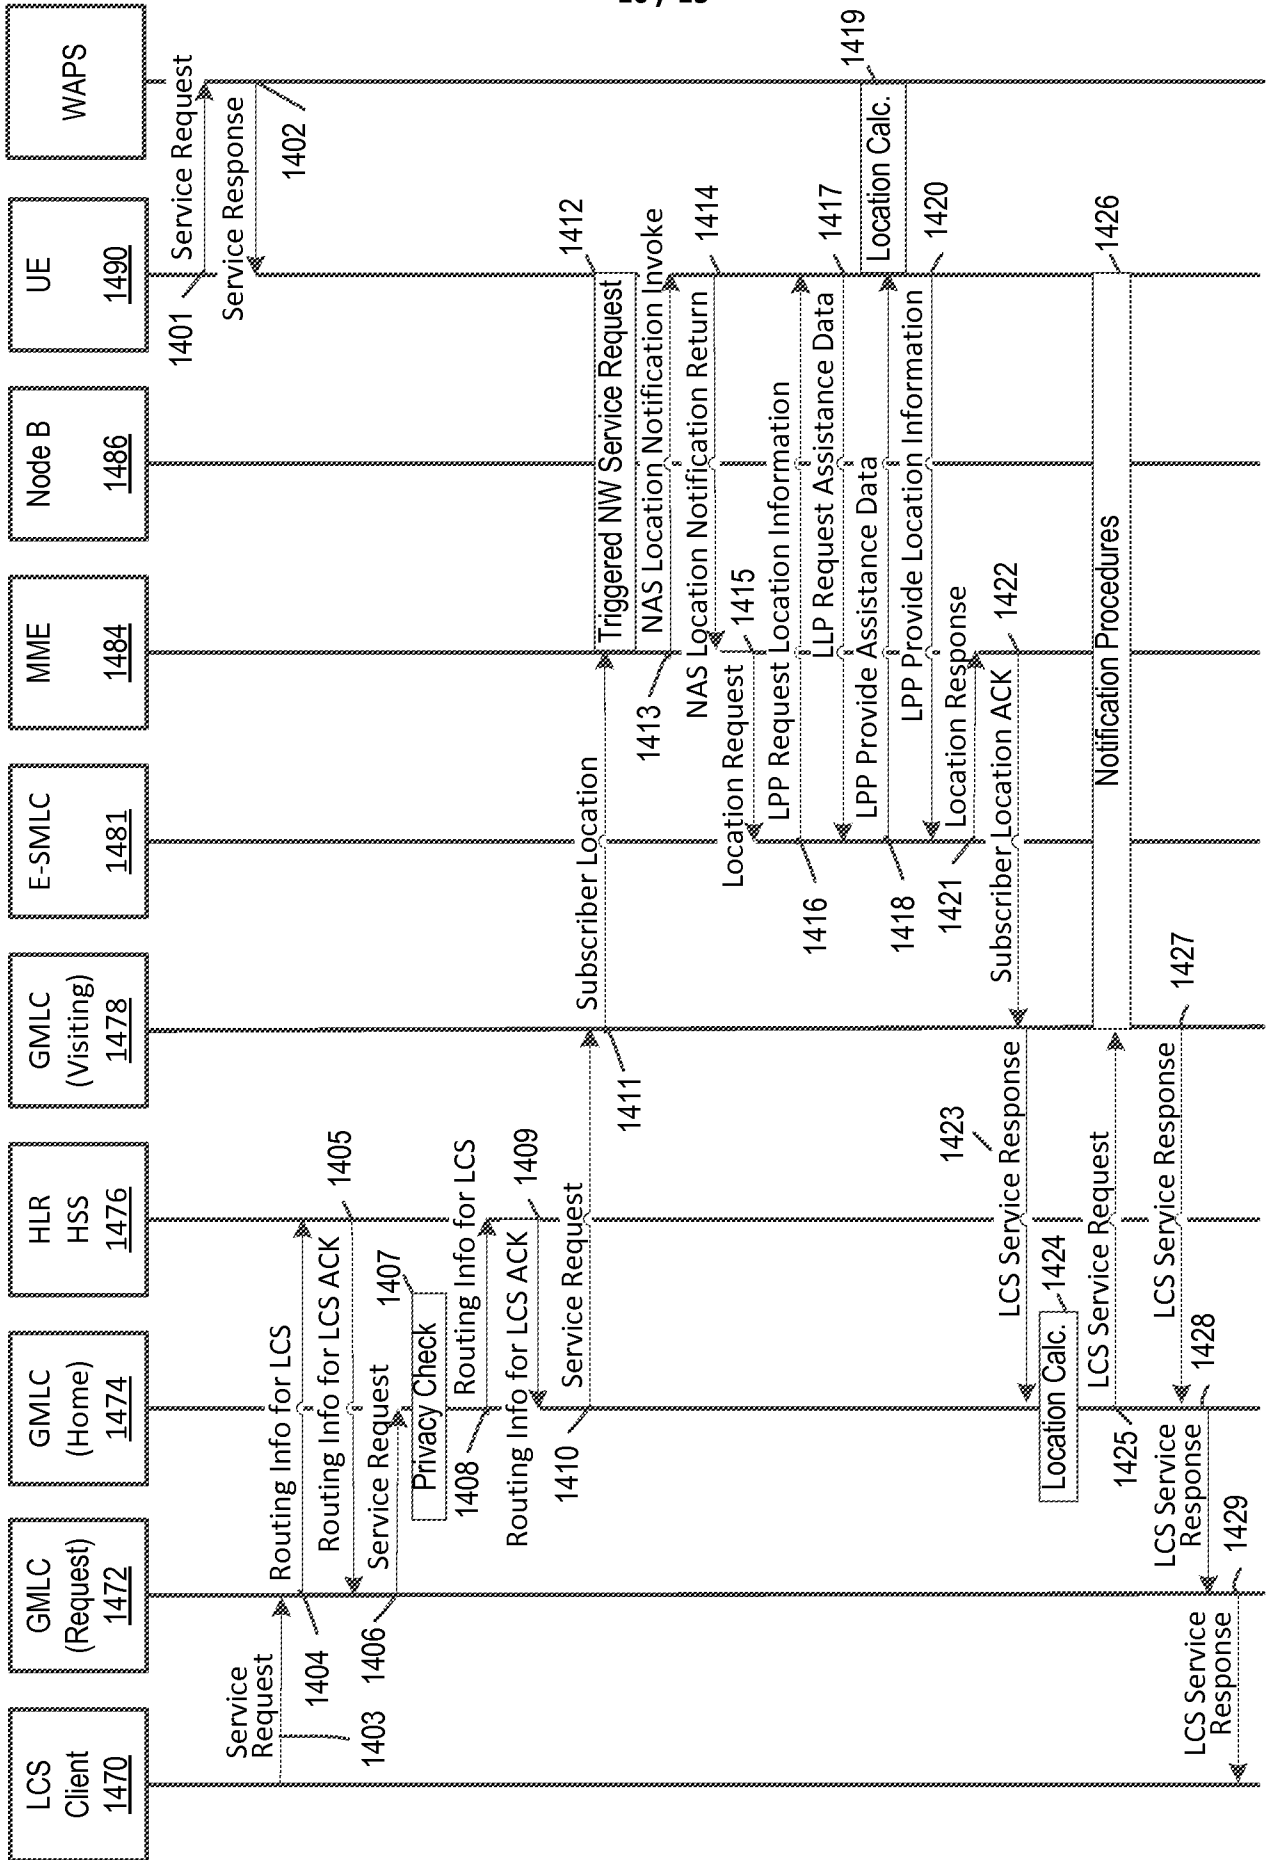 LCS
Client
1470
GMLC
(Request)
1472
GMLC
(Home)
1474
HLR
HSS
1476
GMLC
(Visiting)
1478
E-SMLC
1481
MME
1484
Node B
1486
UE
1490
WAPS
1401
Service Request
Service Response
1402
Service
Request
1403
Routing Info for LCS
1404
Routing Info for LCS ACK
1405
Service Request
1406
Privacy Check
1407
Routing Info for LCS
1408
Routing Info for LCS ACK
1409
Service Request
1410
Subscriber Location
1411
Triggered NW Service Request
1412
NAS Location Notification Invoke
1413
NAS Location Notification Return
1414
Location Request
1415
LPP Request Location Information
1416
LLP Request Assistance Data
1417
LPP Provide Assistance Data
1418
Location Calc.
1419
LPP Provide Location Information
1420
Location Response
1421
Subscriber Location ACK
1422
LCS Service Response
1423
Location Calc.
1424
LCS Service Request
1425
Notification Procedures
1426
LCS Service Response
1427
LCS Service
Response
1428
LCS Service
Response
1429